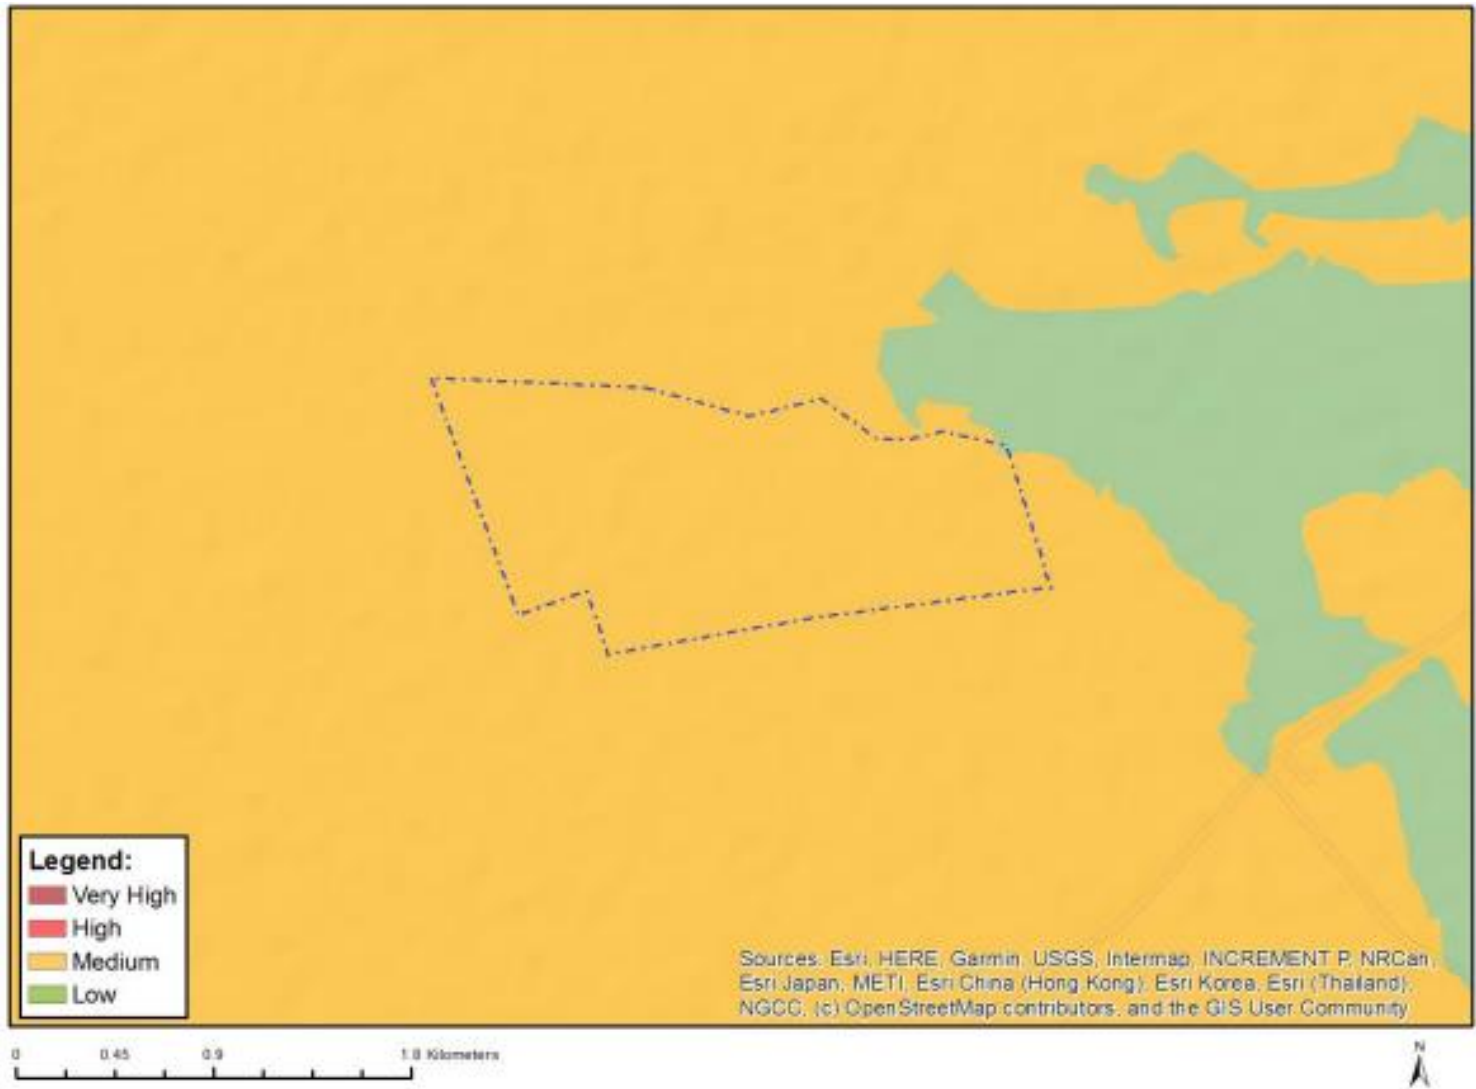 Legend:
Very High
High
Medium
Low
Sources: Esri, HERE, Garmin, USGS, Intermap, INCREMENT P, NRCan,
Esri Japan, METI, Esri China (Hong Kong), Esri Korea, Esri (Thailand),
NGCC, (c) OpenStreetMap contributors, and the GIS User Community
0 0.45 0.9 1.8 Kilometers
N